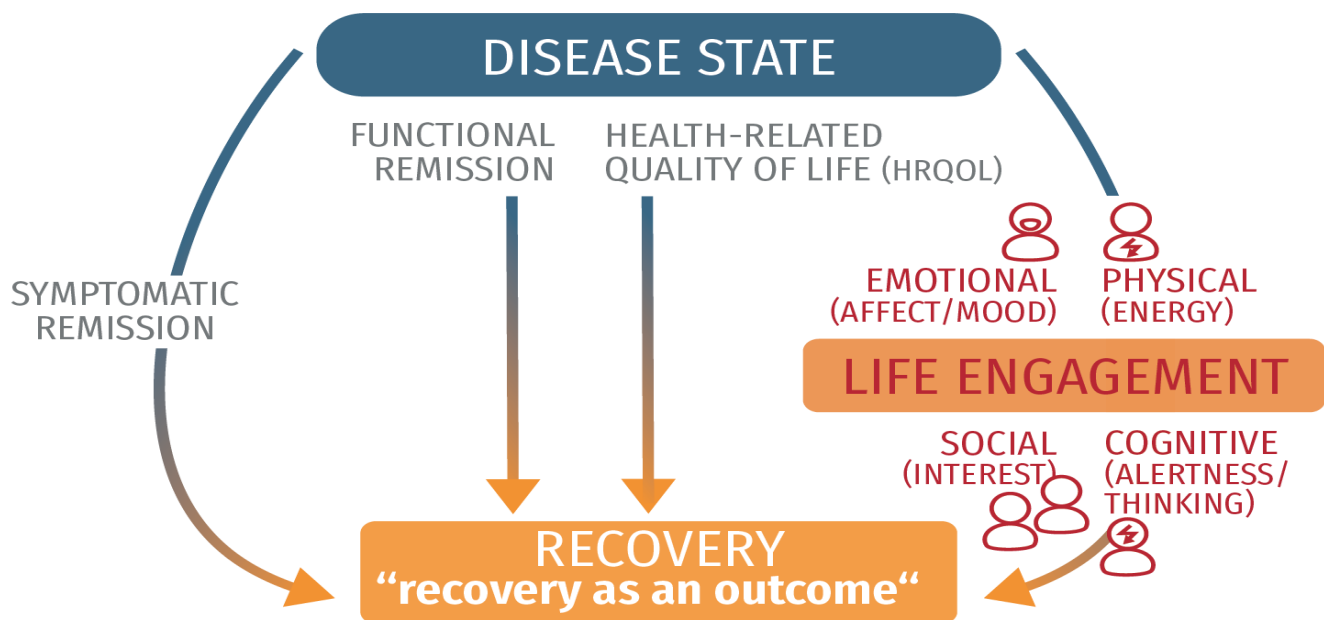 DISEASE STATE
FUNCTIONAL
REMISSION
HEALTH-RELATED
QUALITY OF LIFE (HRQOL)
SYMPTOMATIC
REMISSION
EMOTIONAL
(AFFECT/MOOD)
PHYSICAL
(ENERGY)
LIFE ENGAGEMENT
SOCIAL
(INTEREST)
COGNITIVE
(ALERTNESS/
THINKING)
RECOVERY
“recovery as an outcome“